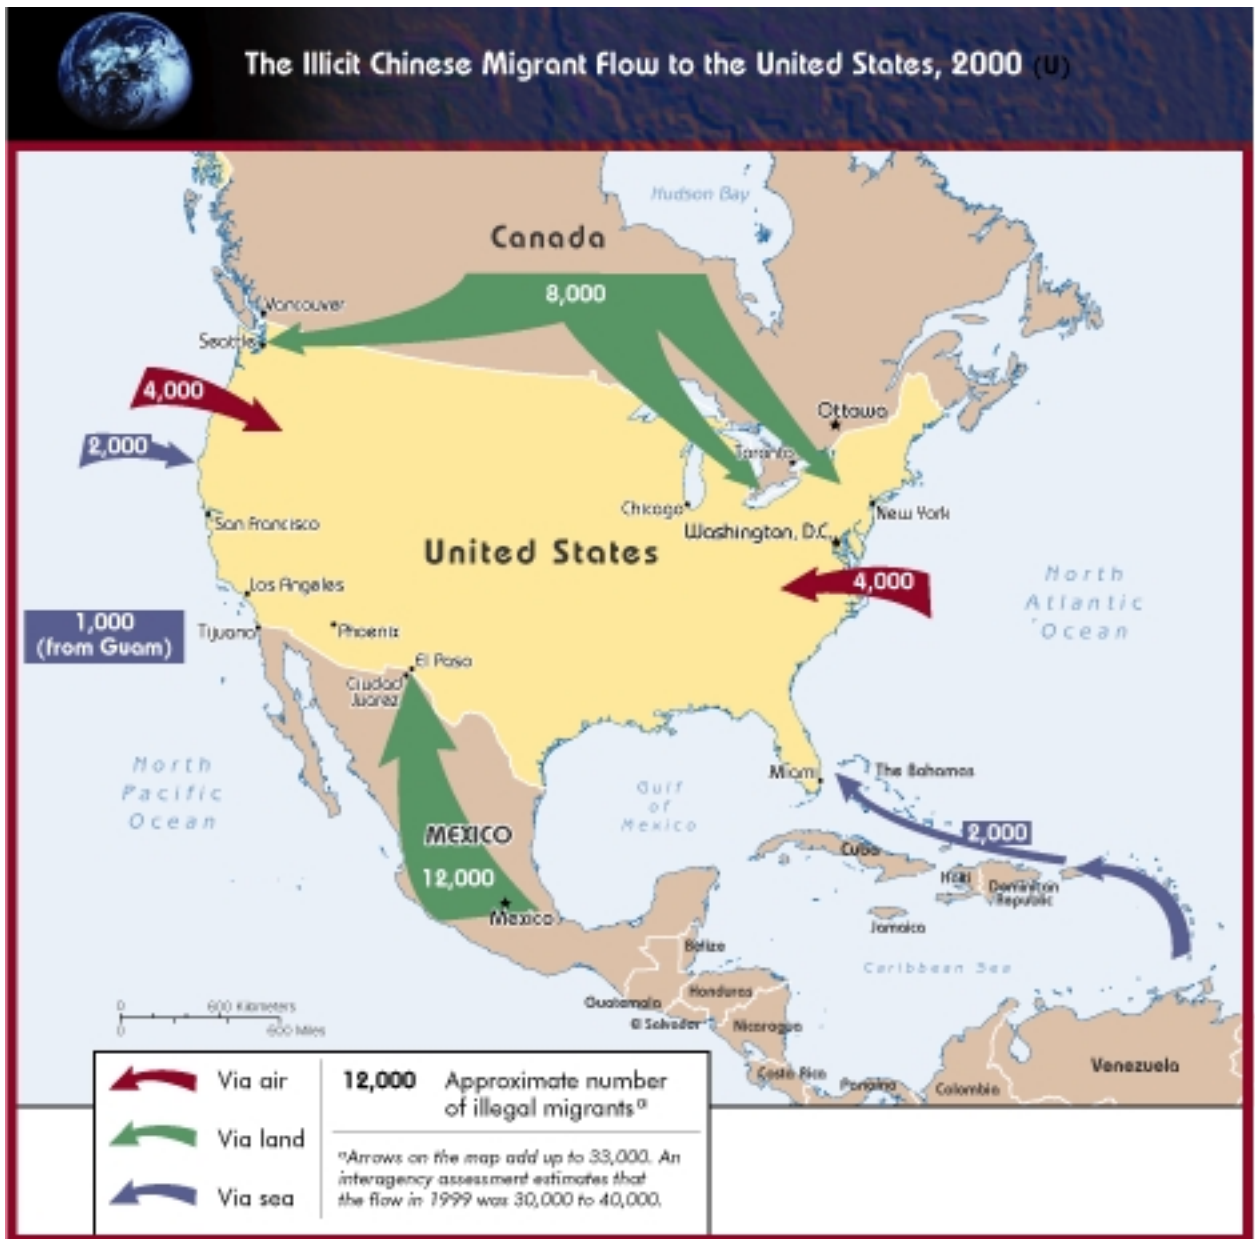 The Illicit Chinese Migrant Flow to the United States, 2000 (U)
Hudson Bay
Canada
8,000
Vancouver
Seattle
4,000
2,000
Ottawa
Toronto
Chicago
New York
Washington, D.C.
San Francisco
United States
4,000
North
Atlantic
Ocean
Los Angeles
1,000
(from Guam)
Tijuana
Phoenix
El Paso
Ciudad
Juarez
North
Pacific
Ocean
Gulf
of
Mexico
Miami
The Bahamas
MEXICO
2,000
Cuba
12,000
Haiti
Dominican
Republic
Mexico
Jamaica
Belize
Caribbean Sea
Honduras
Guatemala
El Salvador
Nicaragua
0 600 Kilometers
0 600 Miles
Costa Rica
Panama
Colombia
Venezuela
Via air
12,000 Approximate number
of illegal migrantsᵃ
Via land
ᵃArrows on the map add up to 33,000. An
interagency assessment estimates that
the flow in 1999 was 30,000 to 40,000.
Via sea